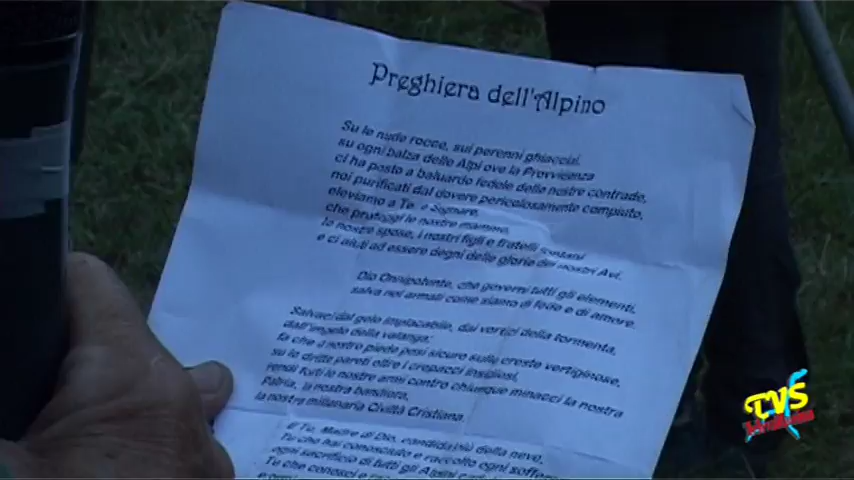 Preghiera dell'Alpino
Su le nude rocce, sui perenni ghiacciai,
su ogni balza delle Alpi ove la Provvidenza
ci ha posto a baluardo fedele delle nostre contrade,
noi purificati dal dovere pericolosamente compiuto,
eleviamo a Te, o Signore,
che proteggi le nostre mamme,
le nostre spose, i nostri figli e fratelli lontani
e ci aiuti ad essere degni delle glorie dei nostri Avi.
Dio Onnipotente, che governi tutti gli elementi,
salva noi armati come siamo di fede e di amore.
Salvaci dal gelo implacabile, dai vortici della tormenta,
dall'impeto della valanga;
fa che il nostro piede posi sicuro sulle creste vertiginose,
su le dritte pareti oltre i crepacci insidiosi,
rendi forti le nostre armi contro chiunque minacci la nostra
Patria, la nostra bandiera,
la nostra millenaria Civiltà Cristiana.
E Tu, Madre di Dio, candida più della neve,
Tu che hai conosciuto e raccolto ogni
ogni sacrificio di tutti gli Alpini
Tu che conosci e
TVS